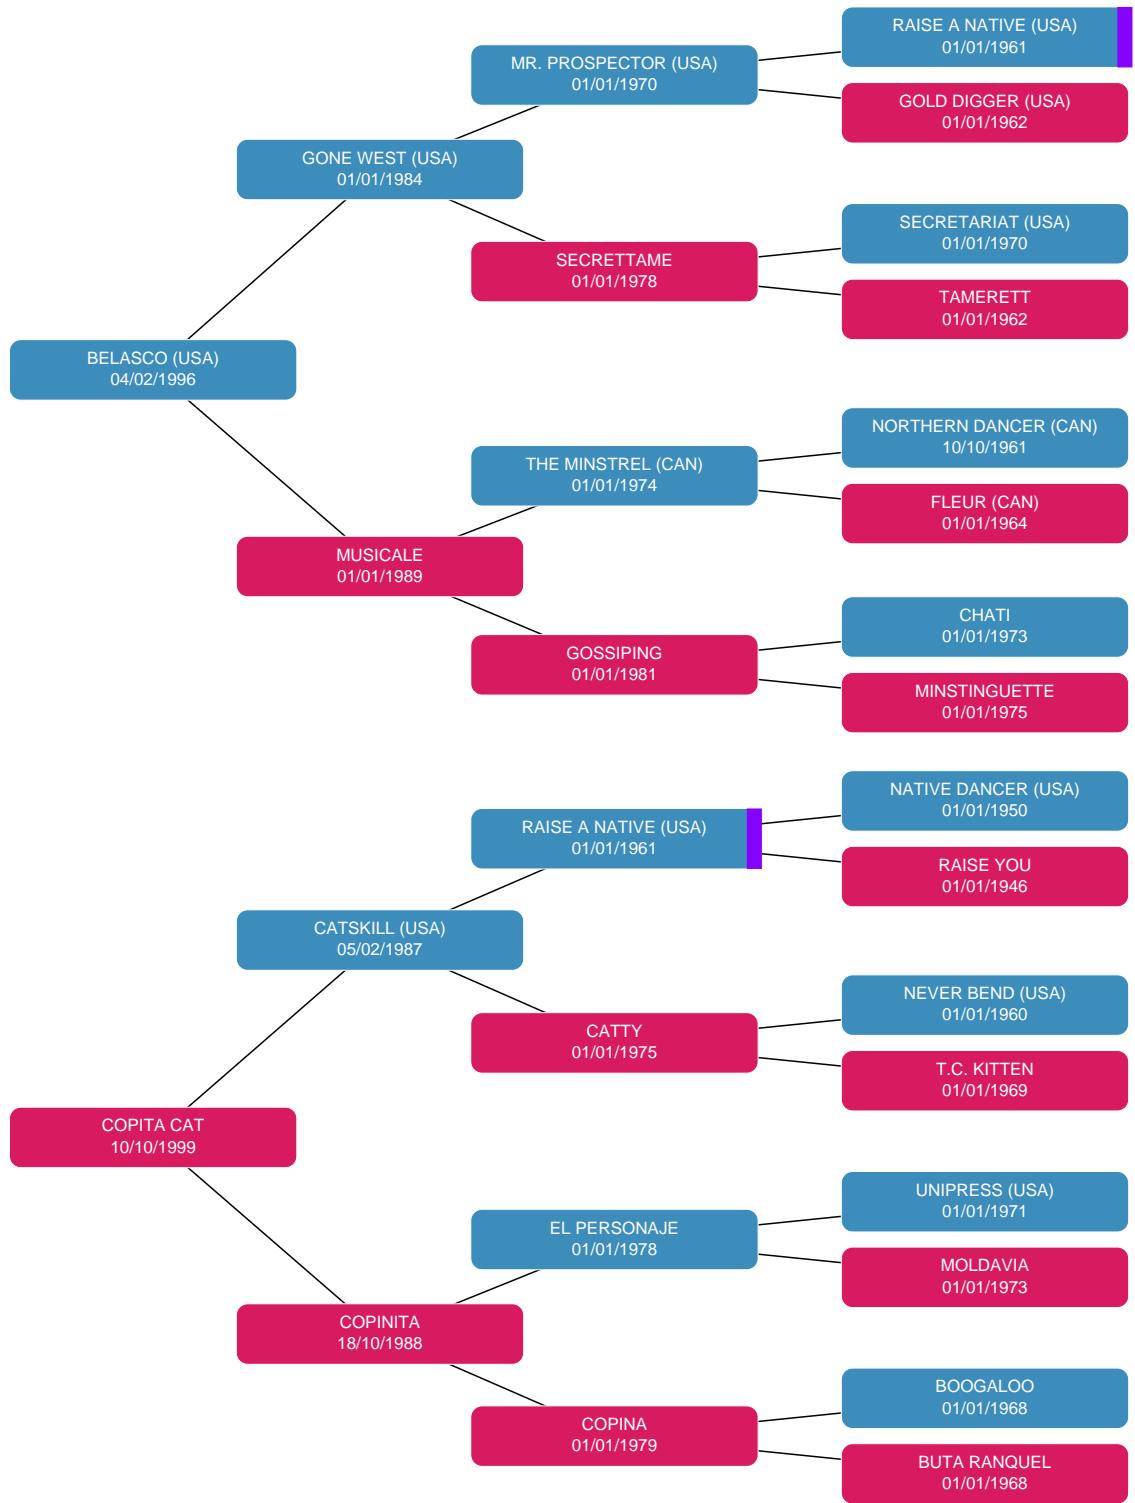 RAISE A NATIVE (USA)
01/01/1961
MR. PROSPECTOR (USA)
01/01/1970
GOLD DIGGER (USA)
01/01/1962
GONE WEST (USA)
01/01/1984
SECRETARIAT (USA)
01/01/1970
SECRETTAME
01/01/1978
TAMERETT
01/01/1962
BELASCO (USA)
04/02/1996
NORTHERN DANCER (CAN)
10/10/1961
THE MINSTREL (CAN)
01/01/1974
FLEUR (CAN)
01/01/1964
MUSICALE
01/01/1989
CHATI
01/01/1973
GOSSIPING
01/01/1981
MINSTINGUETTE
01/01/1975
NATIVE DANCER (USA)
01/01/1950
RAISE A NATIVE (USA)
01/01/1961
RAISE YOU
01/01/1946
CATSKILL (USA)
05/02/1987
NEVER BEND (USA)
01/01/1960
CATTY
01/01/1975
T.C. KITTEN
01/01/1969
COPITA CAT
10/10/1999
UNIPRESS (USA)
01/01/1971
EL PERSONAJE
01/01/1978
MOLDAVIA
01/01/1973
COPINITA
18/10/1988
BOOGALOO
01/01/1968
COPINA
01/01/1979
BUTA RANQUEL
01/01/1968